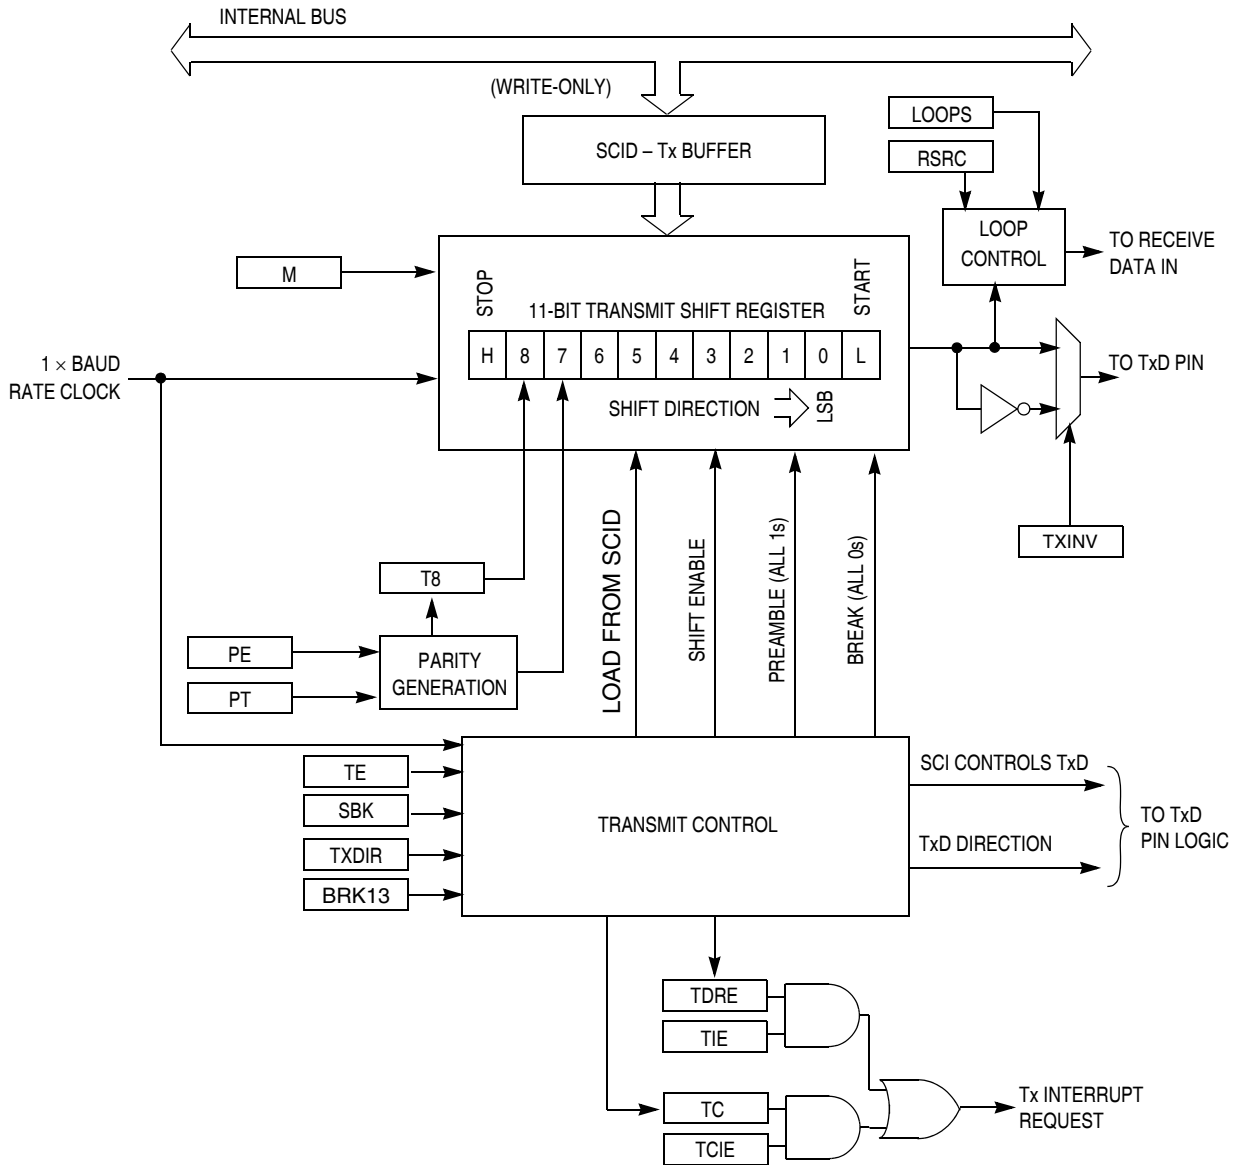 INTERNAL BUS
(WRITE-ONLY)
SCID – Tx BUFFER
LOOPS
RSRC
LOOP
CONTROL
TO RECEIVE
DATA IN
M
STOP
START
11-BIT TRANSMIT SHIFT REGISTER
H 8 7 6 5 4 3 2 1 0 L
1 × BAUD
RATE CLOCK
TO TxD PIN
SHIFT DIRECTION
LSB
TXINV
LOAD FROM SCID
SHIFT ENABLE
PREAMBLE (ALL 1s)
BREAK (ALL 0s)
T8
PE
PT
PARITY
GENERATION
TE
SBK
TXDIR
BRK13
TRANSMIT CONTROL
SCI CONTROLS TxD
TxD DIRECTION
TO TxD
PIN LOGIC
TDRE
TIE
TC
TCIE
Tx INTERRUPT
REQUEST